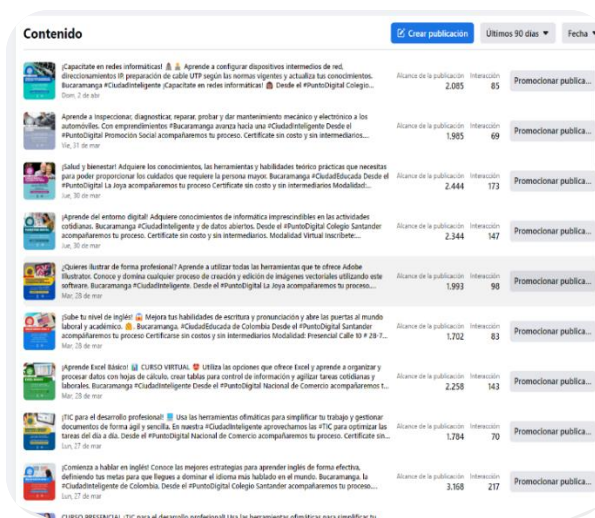 Contenido
Crear publicación
Últimos 90 días
Fecha
¡Capacítate en redes informáticas! Aprende a configurar dispositivos intermedios de red,
direccionamientos IP, preparación de cable UTP según las normas vigentes y actualiza tus conocimientos.
Bucaramanga #CiudadInteligente ¡Capacítate en redes informáticas! Desde el #PuntoDigital Colegio...
Dom, 2 de abr
Alcance de la publicación Interacción
2.085 85
Promocionar publica...
Aprende a inspeccionar, diagnosticar, reparar, probar y dar mantenimiento mecánico y electrónico a los
automóviles. Con emprendimientos #Bucaramanga avanza hacia una #CiudadInteligente Desde el
#PuntoDigital Promoción Social acompañaremos tu proceso. Certifícate sin costo y sin intermediarios....
Vie, 31 de mar
Alcance de la publicación Interacción
1,985 69
Promocionar publica...
¡Salud y bienestar! Adquiere los conocimientos, las herramientas y habilidades teórico prácticas que necesitas
para poder proporcionar los cuidados que requiere la persona mayor. Bucaramanga #CiudadEducada Desde el
#PuntoDigital La Joya acompañaremos tu proceso Certifícate sin costo y sin intermediarios Modalidad:...
Jue, 30 de mar
Alcance de la publicación Interacción
2.444 173
Promocionar publica...
¡Aprende del entorno digital! Adquiere conocimientos de informática imprescindibles en las actividades
cotidianas. Bucaramanga #CiudadInteligente y de datos abiertos. Desde el #PuntoDigital Colegio Santander
acompañaremos tu proceso. Certifícate sin costo y sin intermediarios. Modalidad Virtual Inscríbete:...
Jue, 30 de mar
Alcance de la publicación Interacción
2.344 147
Promocionar publica...
¿Quieres ilustrar de forma profesional? Aprende a utilizar todas las herramientas que te ofrece Adobe
Illustrator. Conoce y domina cualquier proceso de creación y edición de imágenes vectoriales utilizando este
software. Bucaramanga #CiudadInteligente. Desde el #PuntoDigital La Joya acompañaremos tu proceso....
Mar, 28 de mar
Alcance de la publicación Interacción
1.993 98
Promocionar publica...
¡Sube tu nivel de inglés! Mejora tus habilidades de escritura y pronunciación y abre las puertas al mundo
laboral y académico. . Bucaramanga. #CiudadEducada de Colombia Desde el #PuntoDigital Santander
acompañaremos tu proceso Certifícarse sin costos y sin intermediarios Modalidad: Presencial Calle 10 # 28-7...
Mar, 28 de mar
Alcance de la publicación Interacción
1,702 83
Promocionar publica...
¡Aprende Excel Básico! CURSO VIRTUAL Utiliza las opciones que ofrece Excel y aprende a organizar y
procesar datos con hojas de cálculo, crear tablas para control de información y agilizar tareas cotidianas y
laborales. Bucaramanga #CiudadInteligente Desde el #PuntoDigital Nacional de Comercio acompañaremos t...
Mar, 28 de mar
Alcance de la publicación Interacción
2.258 143
Promocionar publica...
¡TIC para el desarrollo profesional! Usa las herramientas ofimáticas para simplificar tu trabajo y gestionar
documentos de forma ágil y sencilla. En nuestra #CiudadInteligente aprovechemos las #TIC para optimizar las
tareas del día a día. Desde el #PuntoDigital Nacional de Comercio acompañaremos tu proceso. Certifícate sin...
Lun, 27 de mar
Alcance de la publicación Interacción
1.784 70
Promocionar publica...
¡Comienza a hablar en inglés! Conoce las mejores estrategias para aprender inglés de forma efectiva,
definiendo tus metas para que llegues a dominar el idioma más hablado en el mundo. Bucaramanga. la
#CiudadInteligente de Colombia. Desde el #PuntoDigital Colegio Santander acompañaremos tu proceso....
Lun, 27 de mar
Alcance de la publicación Interacción
3.168 217
Promocionar publica...
CURSO PRESENCIAL ¡TIC para el desarrollo profesional! Usa las herramientas ofimáticas para simplificar tu